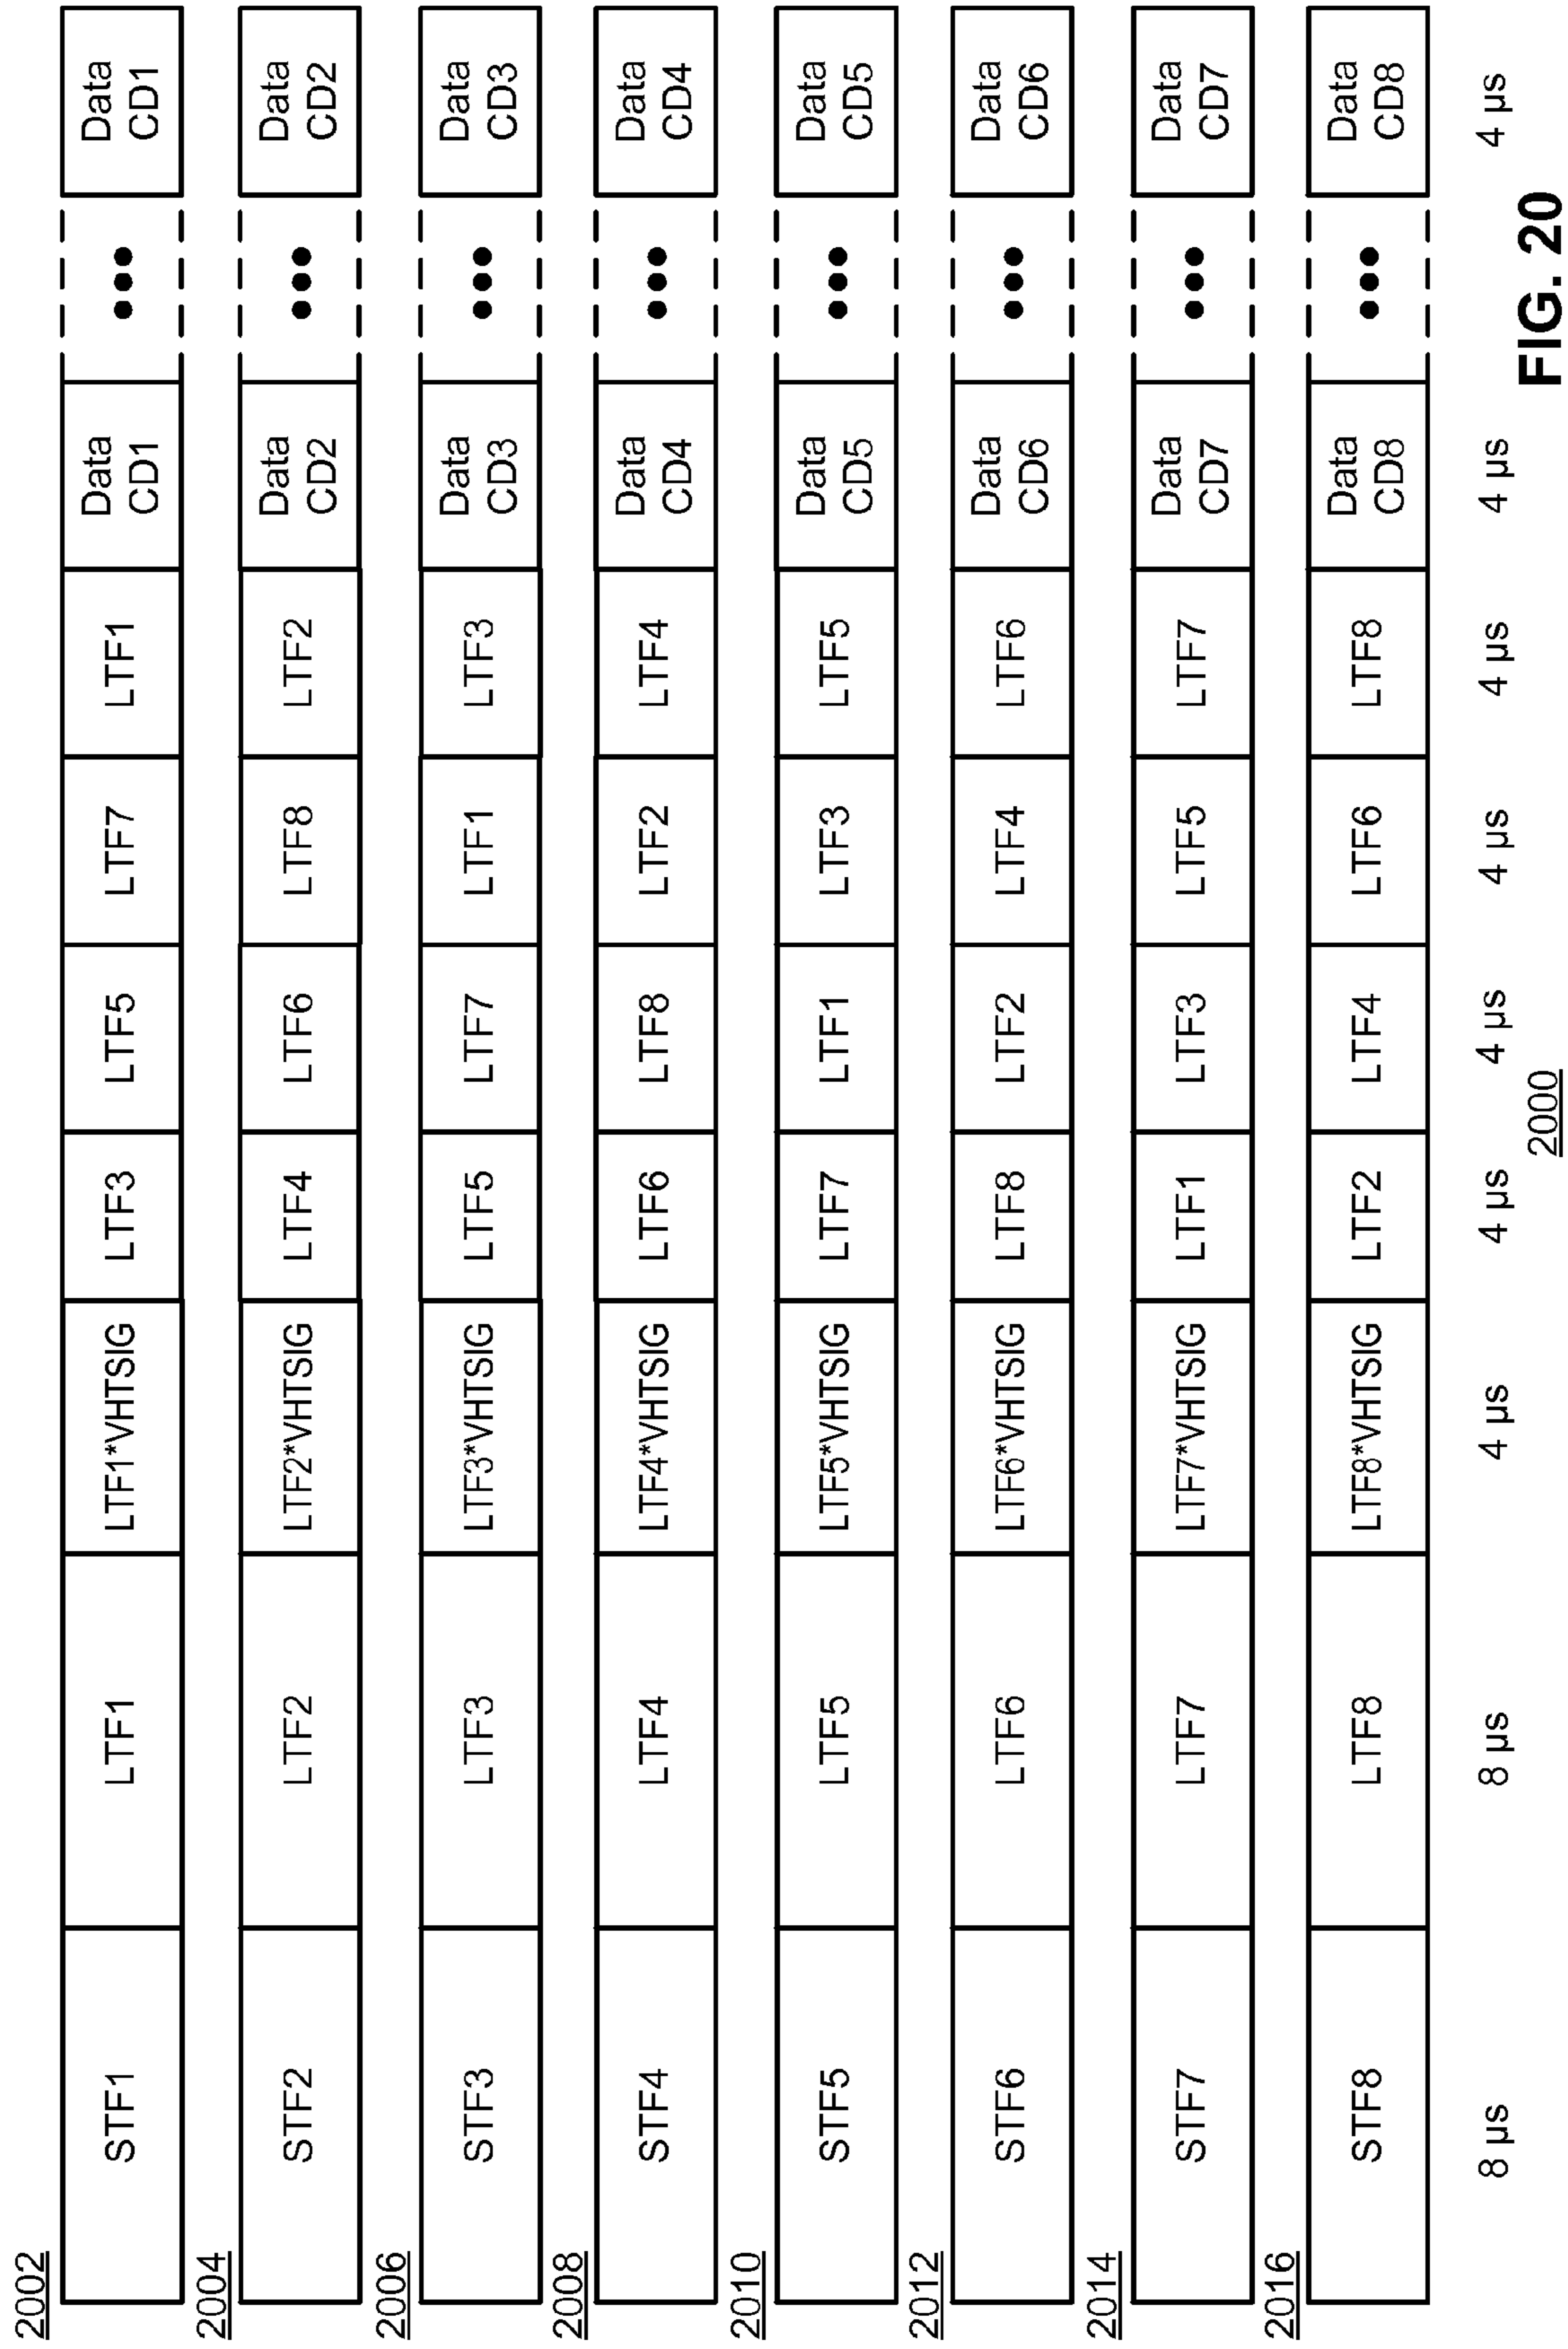 2002
STF1 LTF1 LTF1*VHTSIG LTF3 LTF5 LTF7 LTF1 Data CD1 ••• Data CD1
2004
STF2 LTF2 LTF2*VHTSIG LTF4 LTF6 LTF8 LTF2 Data CD2 ••• Data CD2
2006
STF3 LTF3 LTF3*VHTSIG LTF5 LTF7 LTF1 LTF3 Data CD3 ••• Data CD3
2008
STF4 LTF4 LTF4*VHTSIG LTF6 LTF8 LTF2 LTF4 Data CD4 ••• Data CD4
2010
STF5 LTF5 LTF5*VHTSIG LTF7 LTF1 LTF3 LTF5 Data CD5 ••• Data CD5
2012
STF6 LTF6 LTF6*VHTSIG LTF8 LTF2 LTF4 LTF6 Data CD6 ••• Data CD6
2014
STF7 LTF7 LTF7*VHTSIG LTF1 LTF3 LTF5 LTF7 Data CD7 ••• Data CD7
2016
STF8 LTF8 LTF8*VHTSIG LTF2 LTF4 LTF6 LTF8 Data CD8 ••• Data CD8
8 µs 8 µs 4 µs 4 µs 4 µs 4 µs 4 µs 4 µs 4 µs
2000
FIG. 20